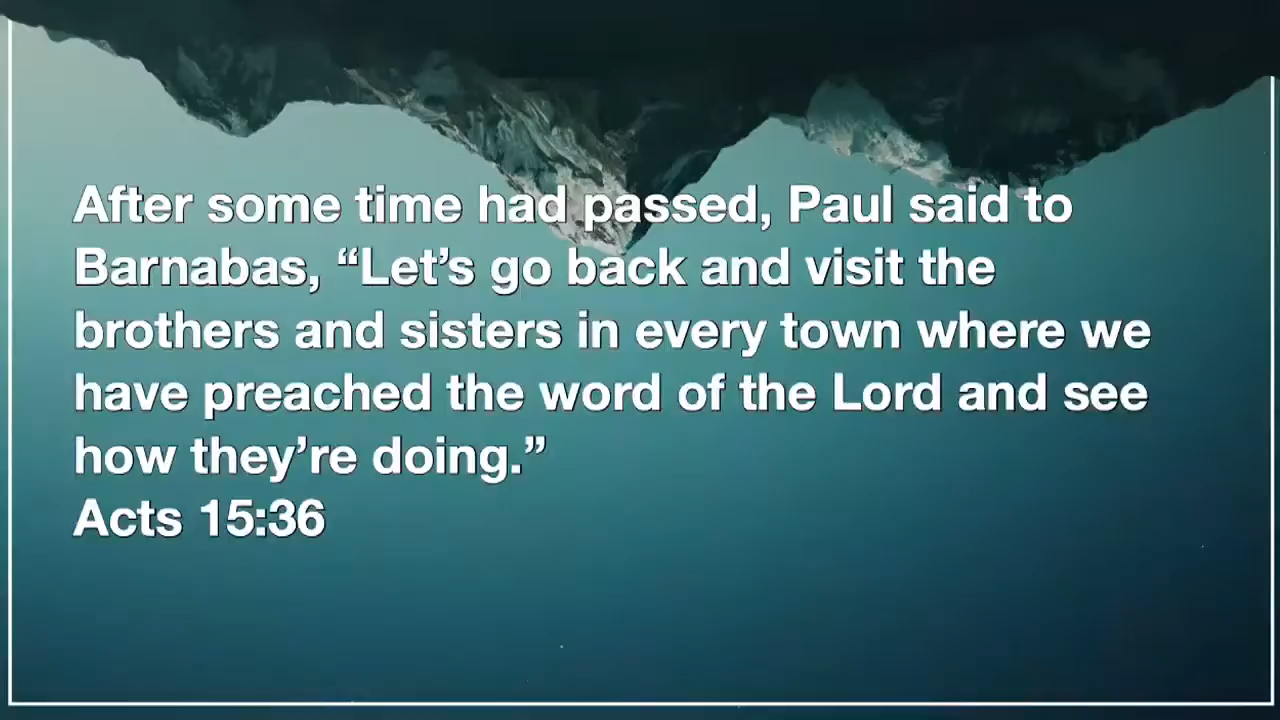 After some time had passed, Paul said to
Barnabas, “Let’s go back and visit the
brothers and sisters in every town where we
have preached the word of the Lord and see
how they’re doing.”
Acts 15:36